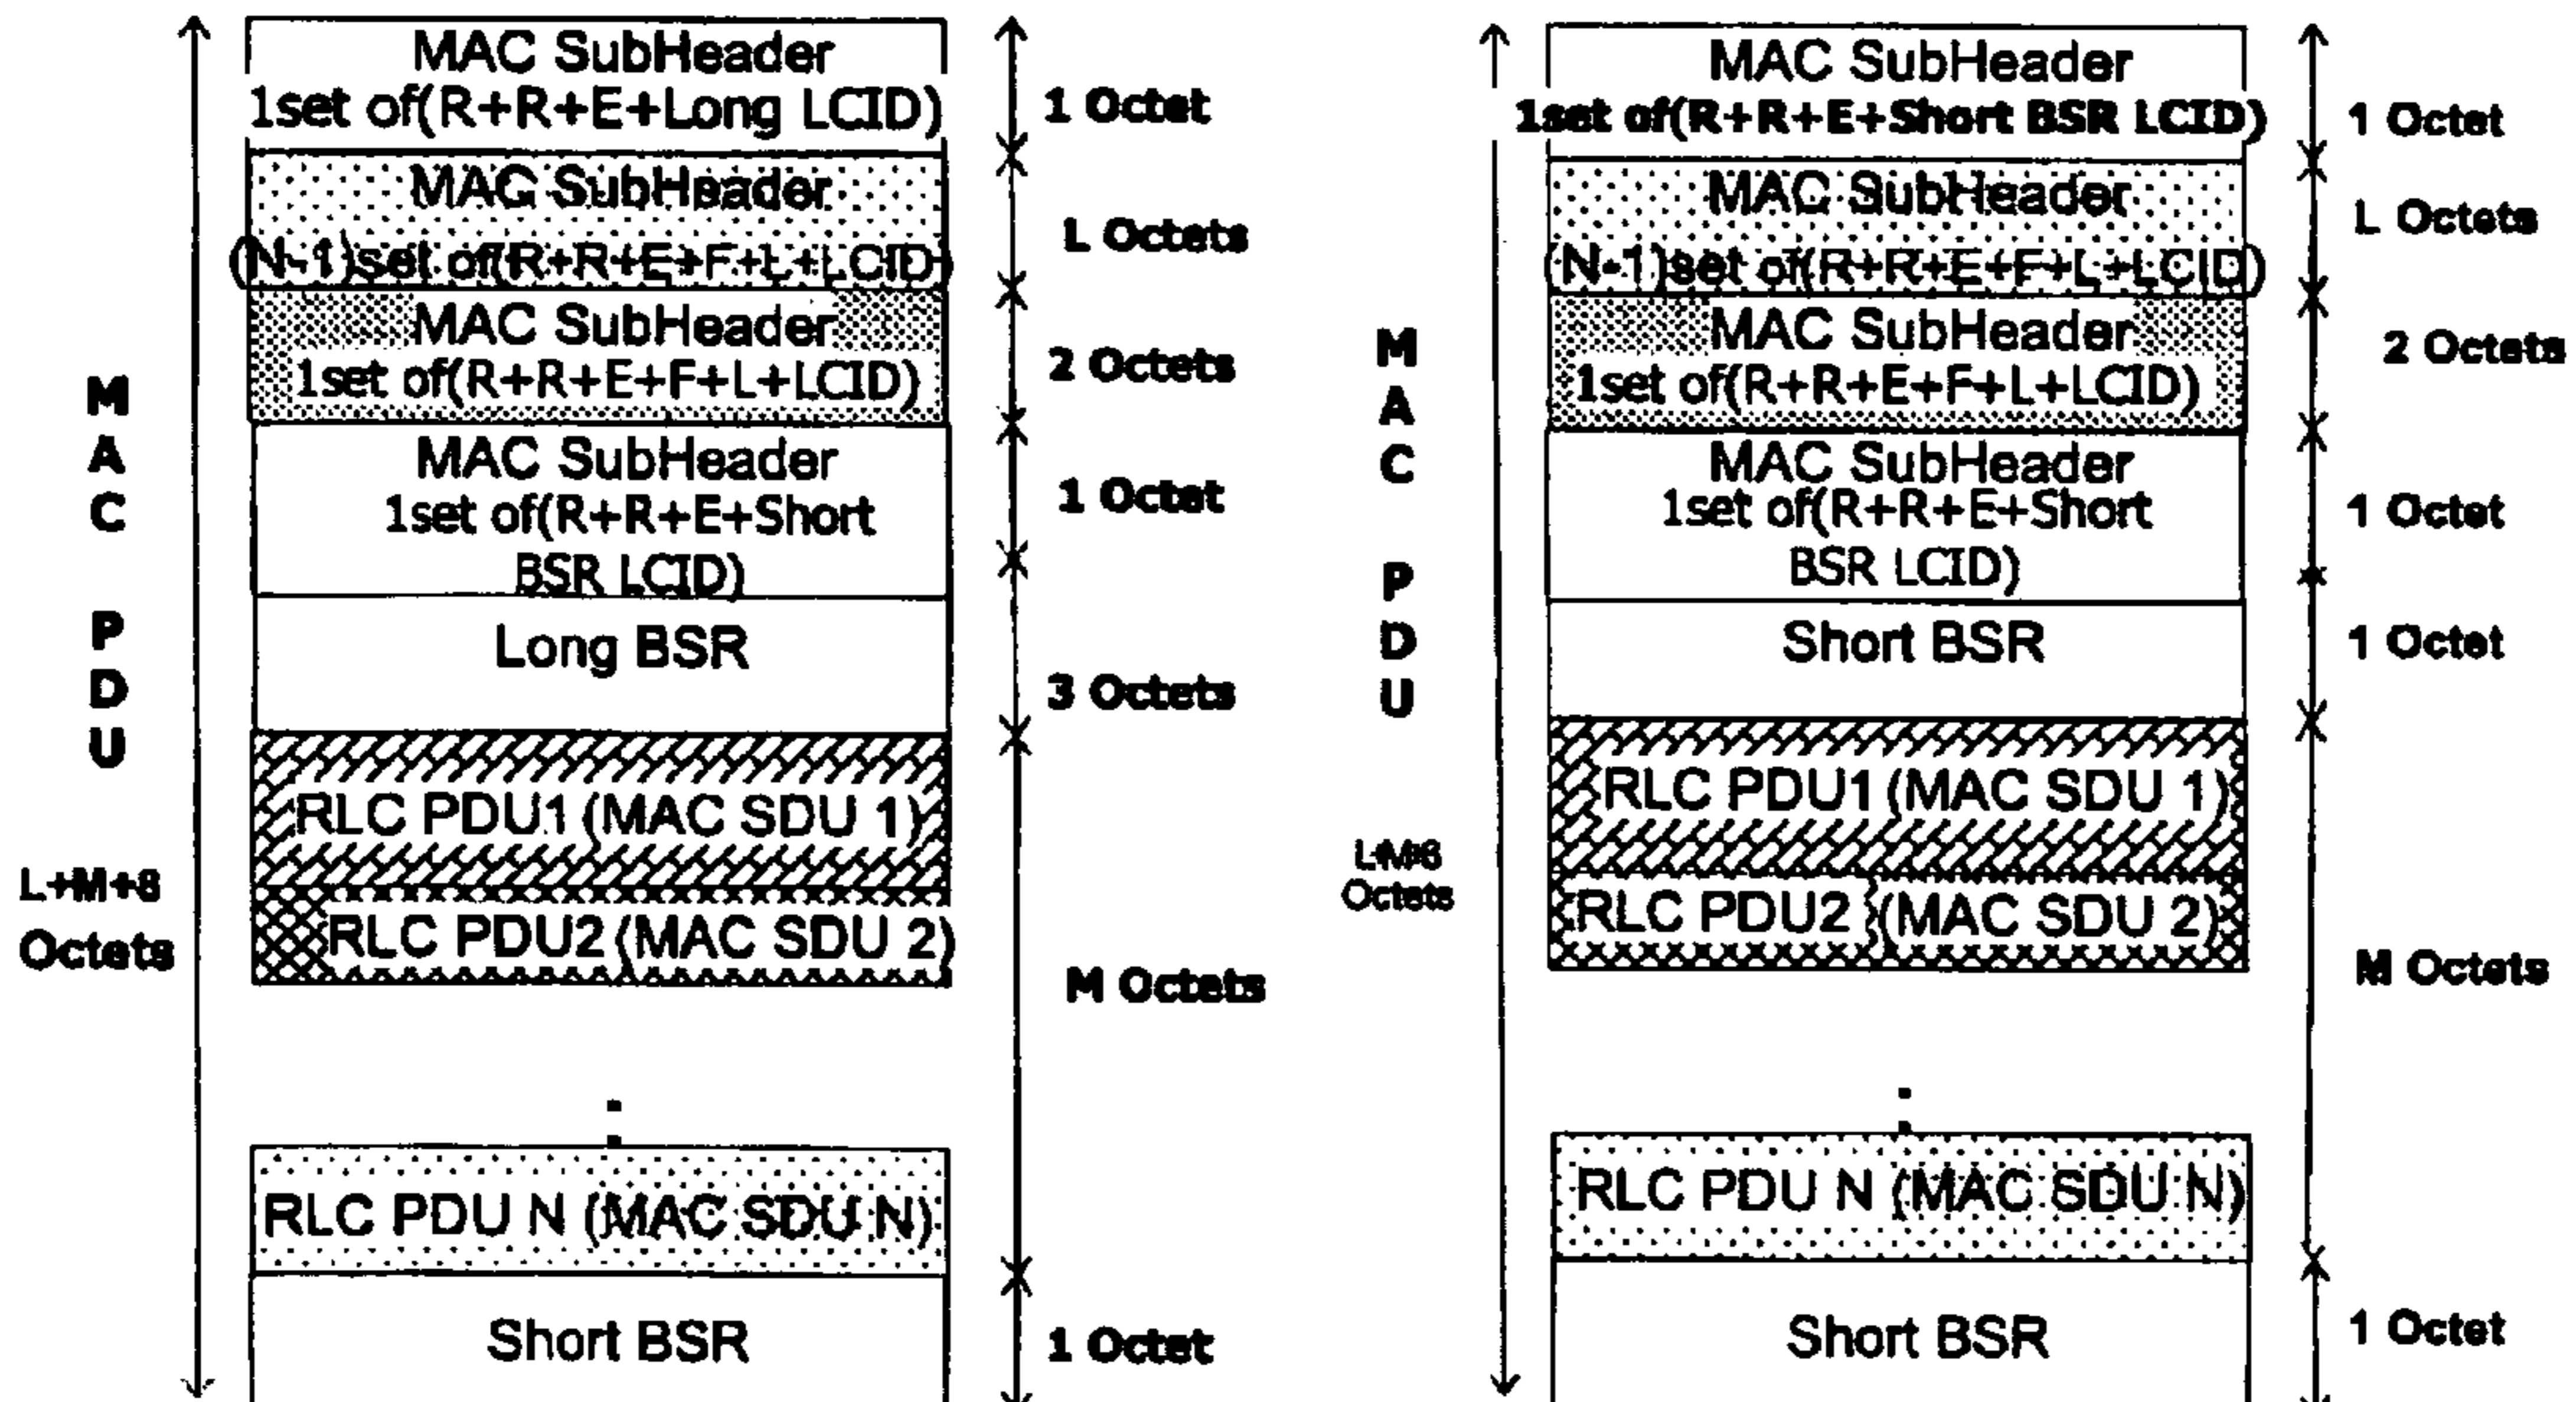 MAC SubHeader
1set of(R+R+E+Long LCID)
1 Octet
MAC SubHeader
(N-1)set of(R+R+E+F+L+LCID)
L Octets
MAC SubHeader
1set of(R+R+E+F+L+LCID)
2 Octets
MAC SubHeader
1set of(R+R+E+Short
BSR LCID)
1 Octet
Long BSR
3 Octets
RLC PDU1 (MAC SDU 1)
RLC PDU2 (MAC SDU 2)
M Octets
RLC PDU N (MAC SDU N)
Short BSR
1 Octet
MAC PDU
L+M+8
Octets
MAC SubHeader
1set of(R+R+E+Short BSR LCID)
1 Octet
MAC SubHeader
(N-1)set of(R+R+E+F+L+LCID)
L Octets
MAC SubHeader
1set of(R+R+E+F+L+LCID)
2 Octets
MAC SubHeader
1set of(R+R+E+Short
BSR LCID)
1 Octet
Short BSR
1 Octet
RLC PDU1 (MAC SDU 1)
RLC PDU2 (MAC SDU 2)
M Octets
RLC PDU N (MAC SDU N)
Short BSR
1 Octet
MAC PDU
L+M+6
Octets